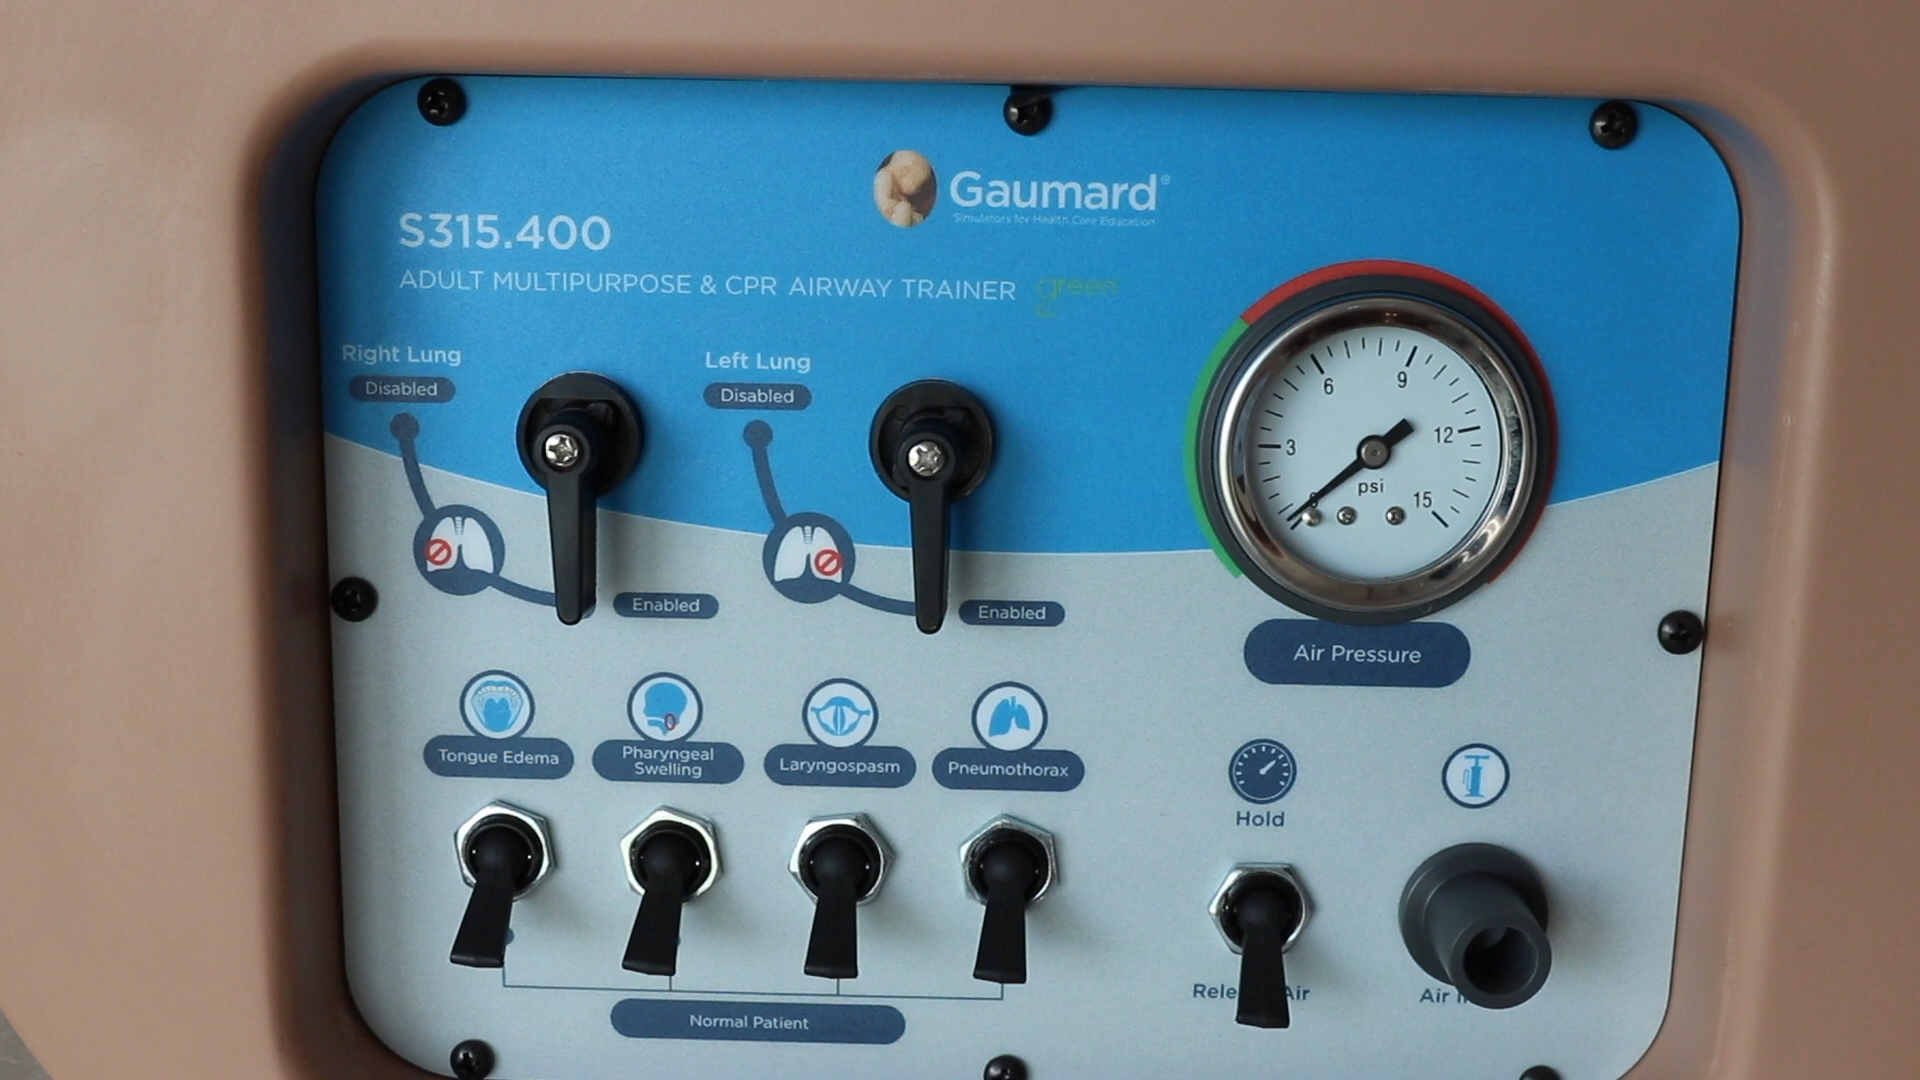 Gaumard®
Simulators for Health Care Education
S315.400
ADULT MULTIPURPOSE & CPR AIRWAY TRAINER green
Right Lung
Disabled
Enabled
Left Lung
Disabled
Enabled
3
6
9
12
15
psi
Air Pressure
Tongue Edema
Pharyngeal
Swelling
Laryngospasm
Pneumothorax
Normal Patient
Hold
Air
Air